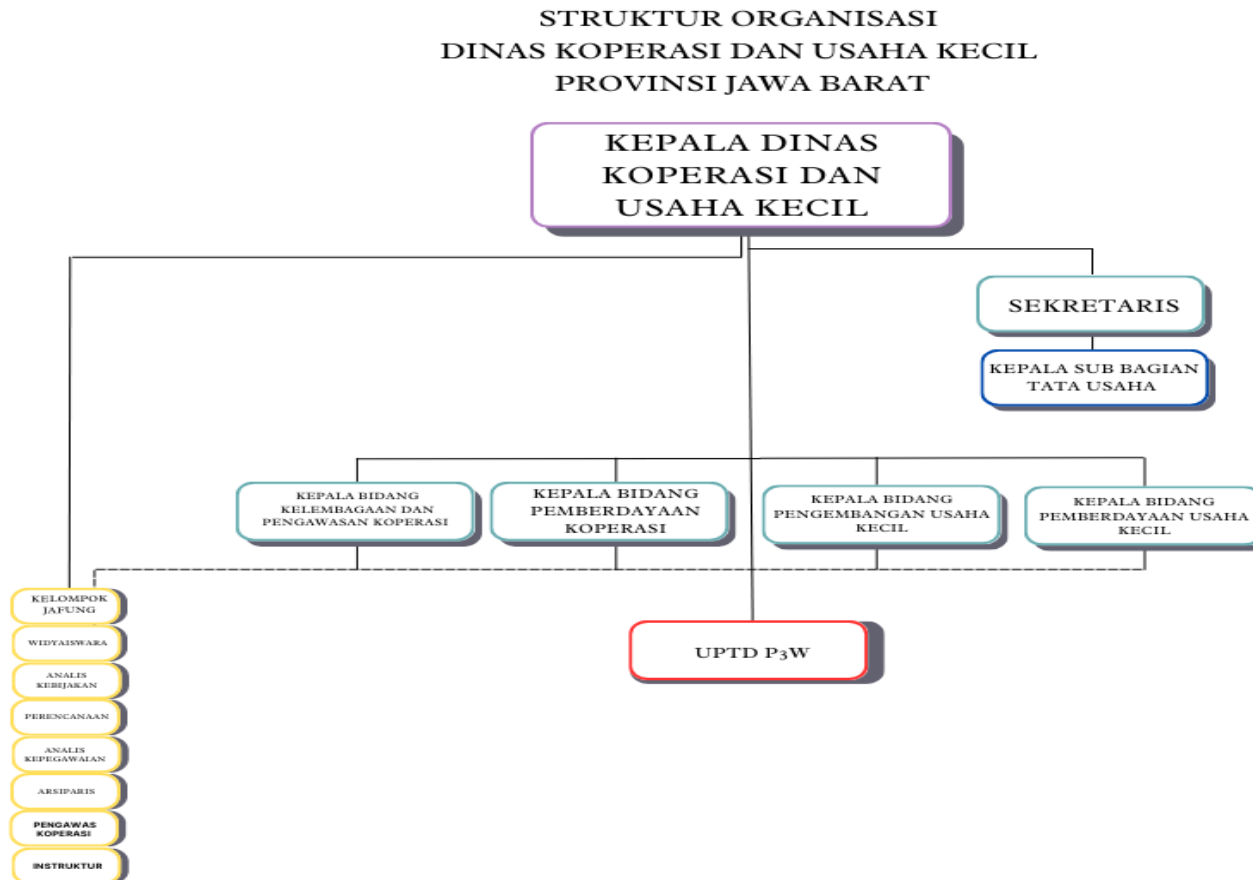 STRUKTUR ORGANISASI
DINAS KOPERASI DAN USAHA KECIL
PROVINSI JAWA BARAT
KEPALA DINAS
KOPERASI DAN
USAHA KECIL
SEKRETARIS
KEPALA SUB BAGIAN
TATA USAHA
KEPALA BIDANG
KELEMBAGAAN DAN
PENGAWASAN KOPERASI
KEPALA BIDANG
PEMBERDAYAAN
KOPERASI
KEPALA BIDANG
PENGEMBANGAN USAHA
KECIL
KEPALA BIDANG
PEMBERDAYAAN USAHA
KECIL
KELOMPOK
JAFUNG
WIDYAISWARA
ANALIS
KEBIJAKAN
PERENCANAAN
ANALIS
KEPEGAWAIAN
ARSIPARIS
PENGAWAS
KOPERASI
INSTRUKTUR
UPTD P3W